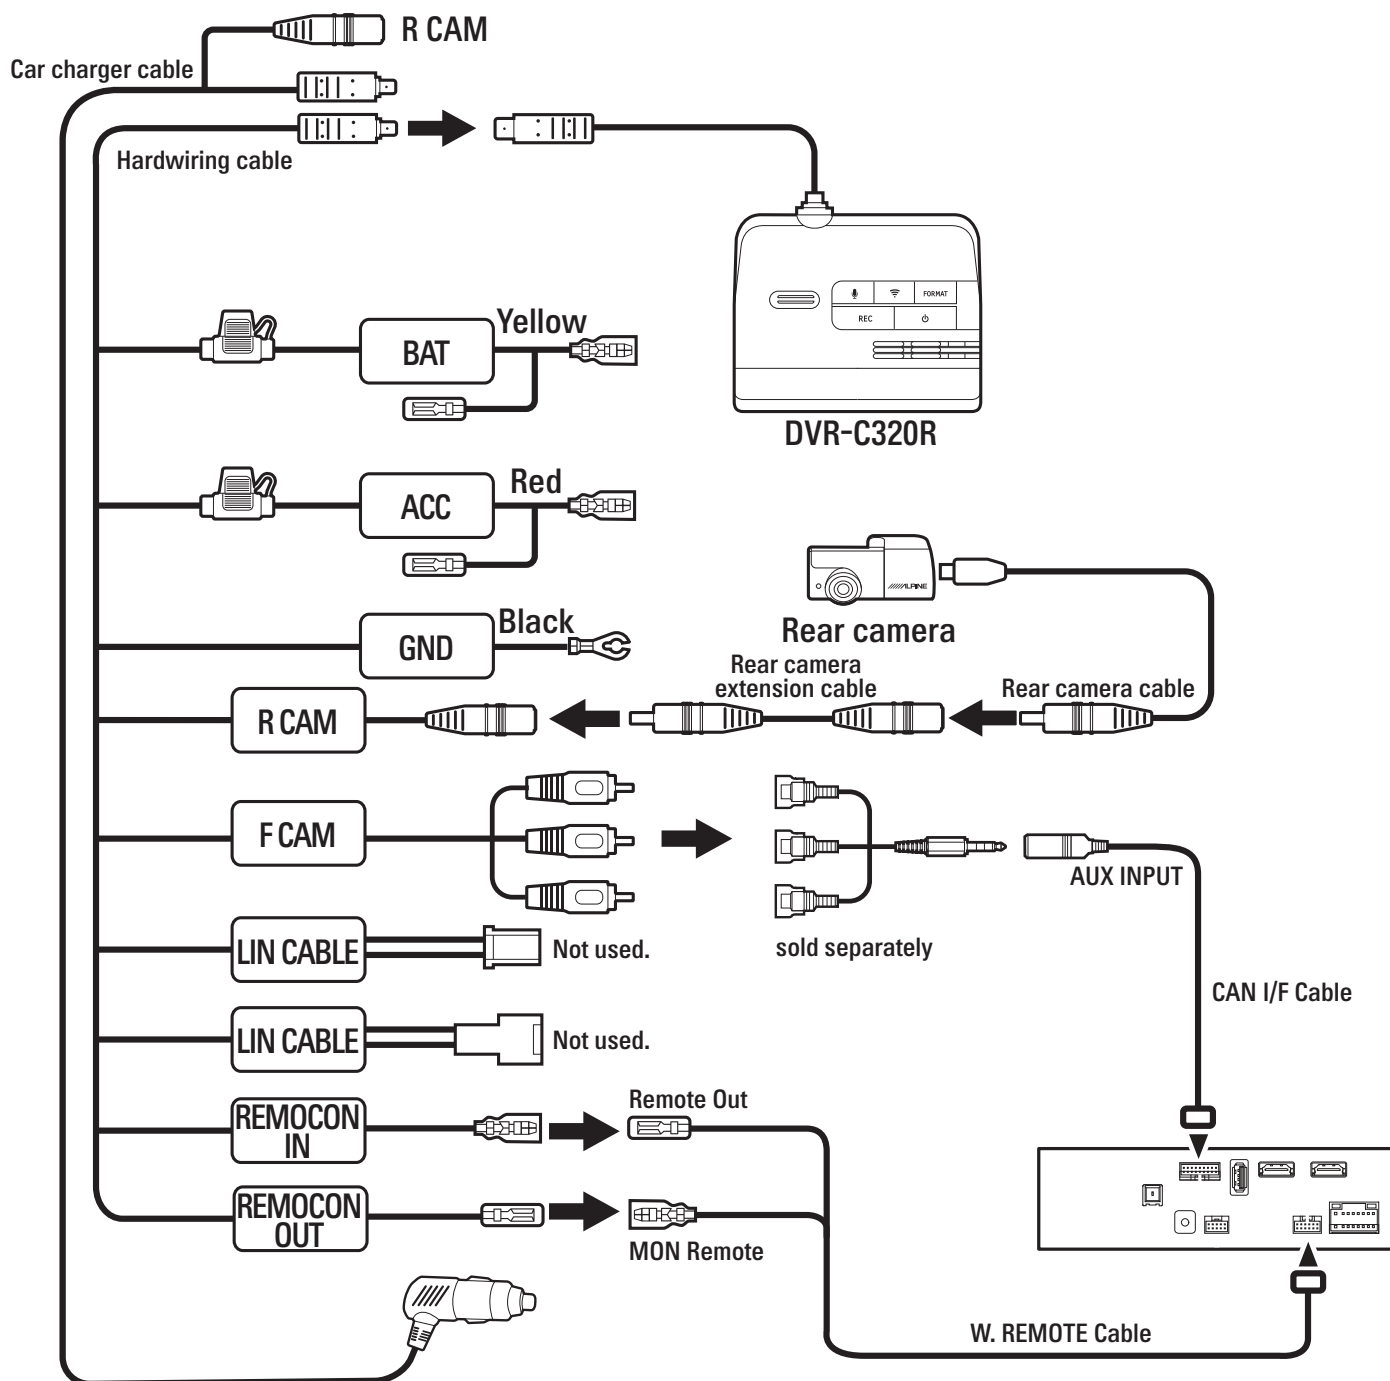 R CAM
Car charger cable
Hardwiring cable
FORMAT
REC
DVR-C320R
Yellow
BAT
Red
ACC
Black
GND
ALPINE
Rear camera
Rear camera
extension cable
Rear camera cable
R CAM
F CAM
AUX INPUT
sold separately
LIN CABLE
Not used.
CAN I/F Cable
LIN CABLE
Not used.
REMOCON
IN
Remote Out
REMOCON
OUT
MON Remote
W. REMOTE Cable